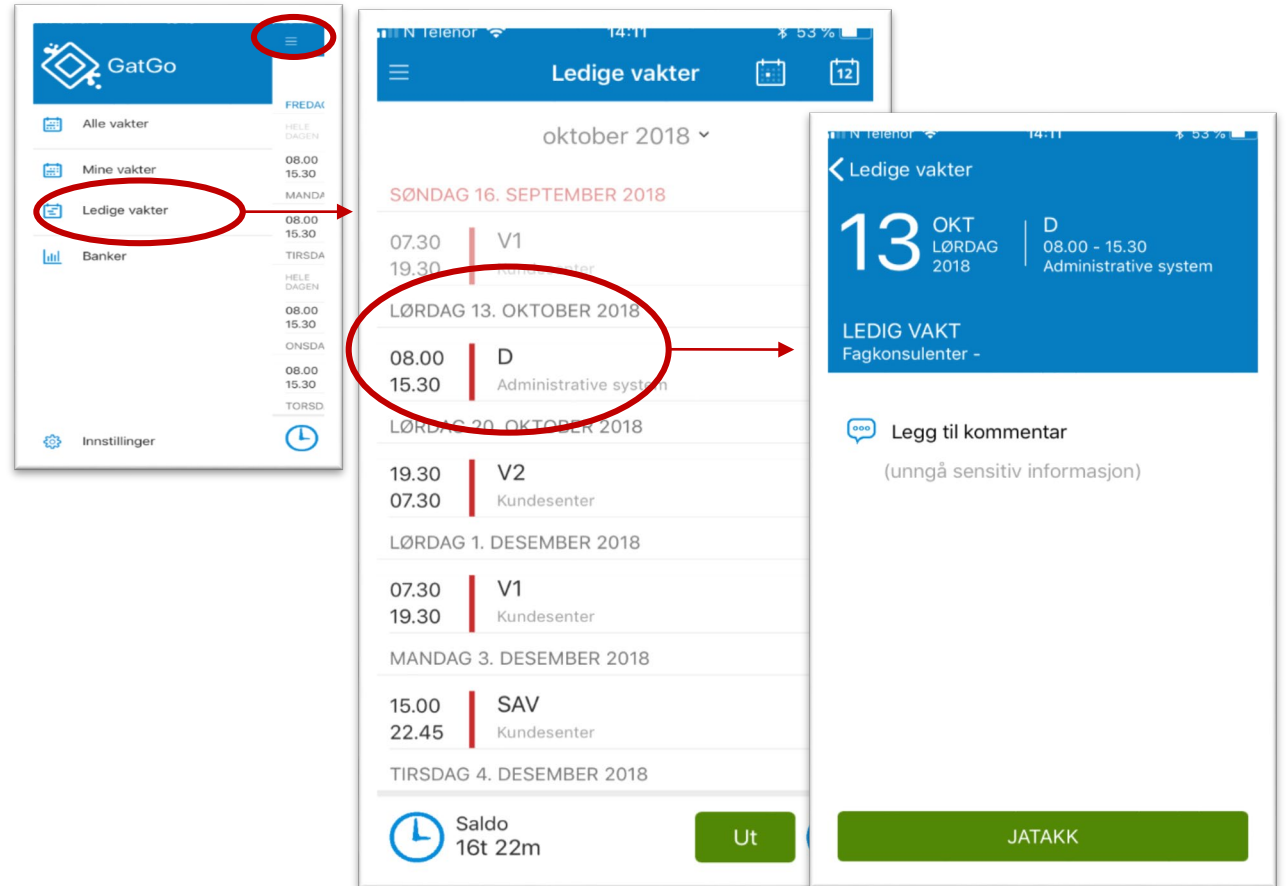 GatGo
Alle vakter
Mine vakter
Ledige vakter
Banker
Innstillinger
FREDAG
HELE
DAGEN
08.00
15.30
MANDA
08.00
15.30
TIRSDA
HELE
DAGEN
08.00
15.30
ONSDA
08.00
15.30
TORSD
N Telenor 14:11 53 %
Ledige vakter
12
oktober 2018
SØNDAG 16. SEPTEMBER 2018
07.30 V1
19.30 Kundesenter
LØRDAG 13. OKTOBER 2018
08.00 D
15.30 Administrative system
LØRDAG 20. OKTOBER 2018
19.30 V2
07.30 Kundesenter
LØRDAG 1. DESEMBER 2018
07.30 V1
19.30 Kundesenter
MANDAG 3. DESEMBER 2018
15.00 SAV
22.45 Kundesenter
TIRSDAG 4. DESEMBER 2018
Saldo
16t 22m
Ut
N Telenor 14:11 53 %
Ledige vakter
13
OKT
LØRDAG
2018
D
08.00 - 15.30
Administrative system
LEDIG VAKT
Fagkonsulenter -
Legg til kommentar
(unngå sensitiv informasjon)
JATAKK